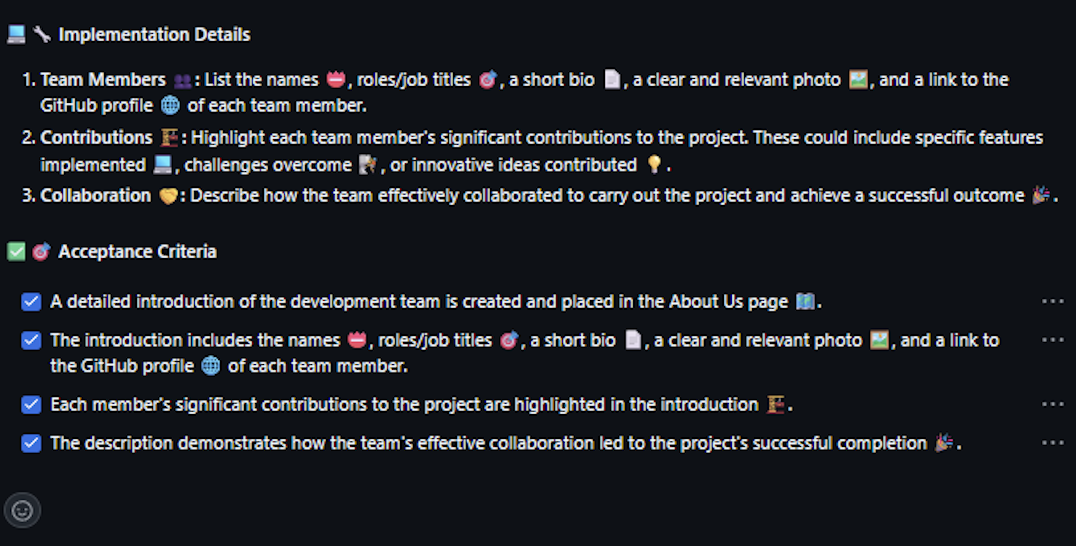 💻 🔧 Implementation Details
1. Team Members 👥: List the names 📛, roles/job titles 🎯, a short bio 📄, a clear and relevant photo 🖼️, and a link to the
GitHub profile 🌐 of each team member.
2. Contributions 🏗️: Highlight each team member's significant contributions to the project. These could include specific features
implemented 💻, challenges overcome 🧗, or innovative ideas contributed 💡.
3. Collaboration 🤝: Describe how the team effectively collaborated to carry out the project and achieve a successful outcome 🎉.
✅ 🎯 Acceptance Criteria
A detailed introduction of the development team is created and placed in the About Us page 🗺️.
The introduction includes the names 📛, roles/job titles 🎯, a short bio 📄, a clear and relevant photo 🖼️, and a link to
the GitHub profile 🌐 of each team member.
Each member's significant contributions to the project are highlighted in the introduction 🏗️.
The description demonstrates how the team's effective collaboration led to the project's successful completion 🎉.